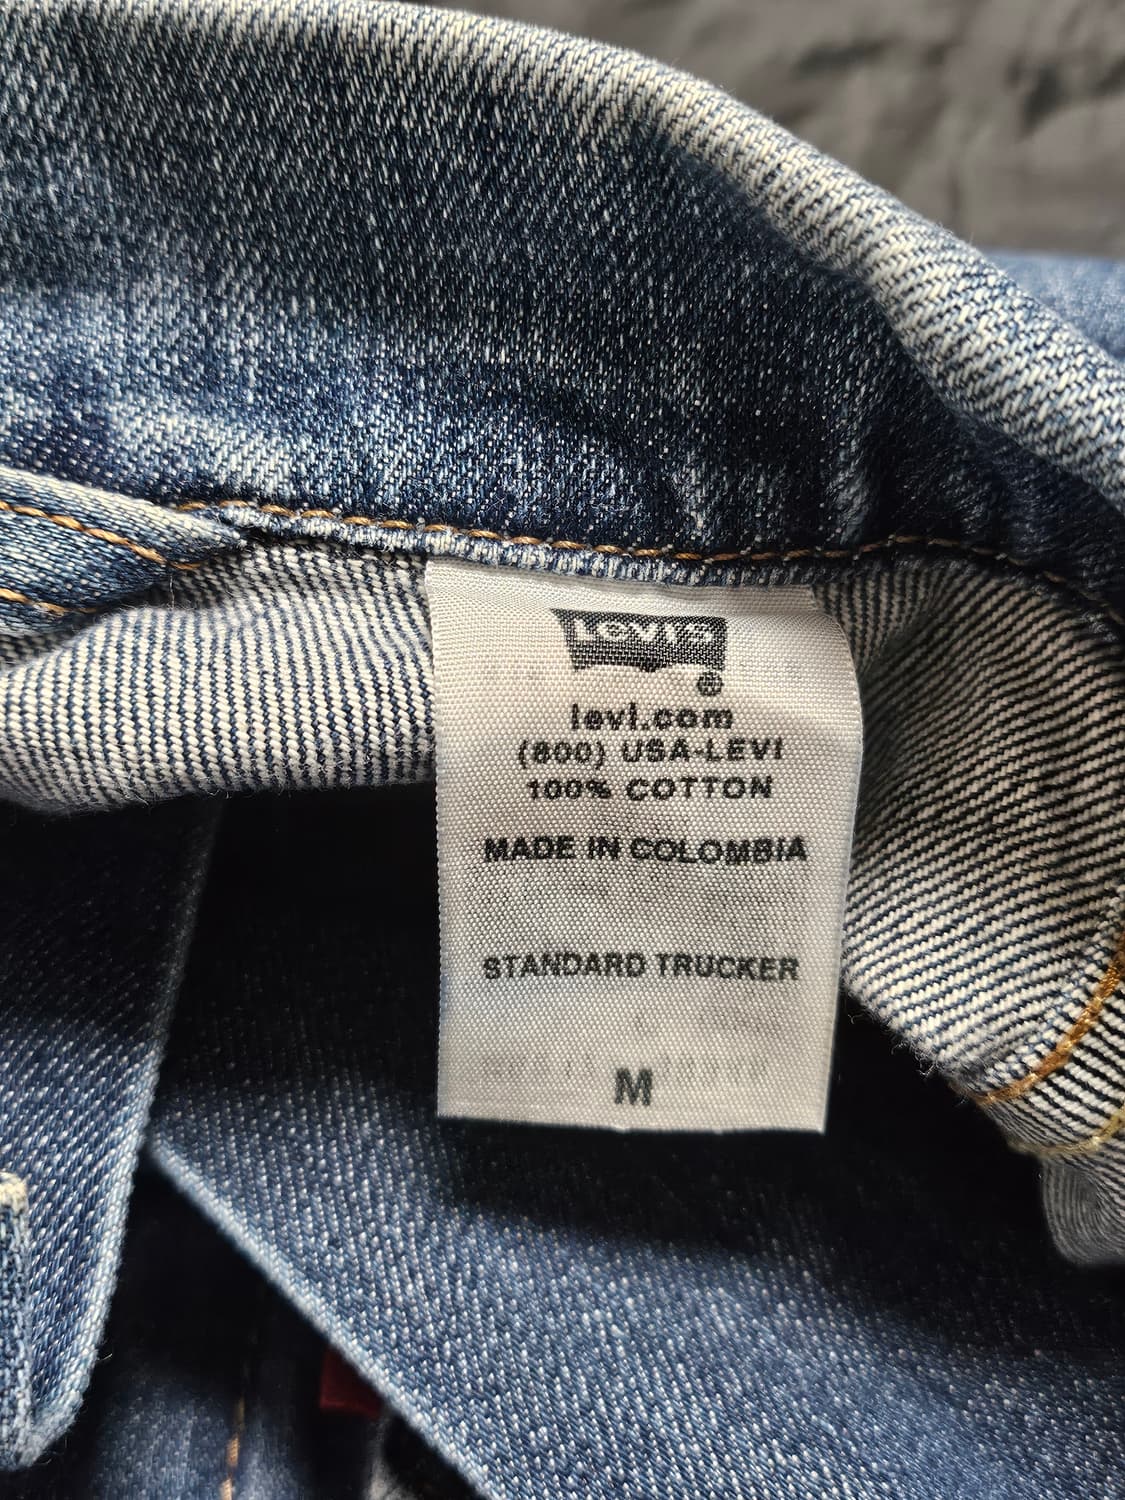 LEVI'S
®
levi.com
(800) USA-LEVI
100% COTTON
MADE IN COLOMBIA
STANDARD TRUCKER
M